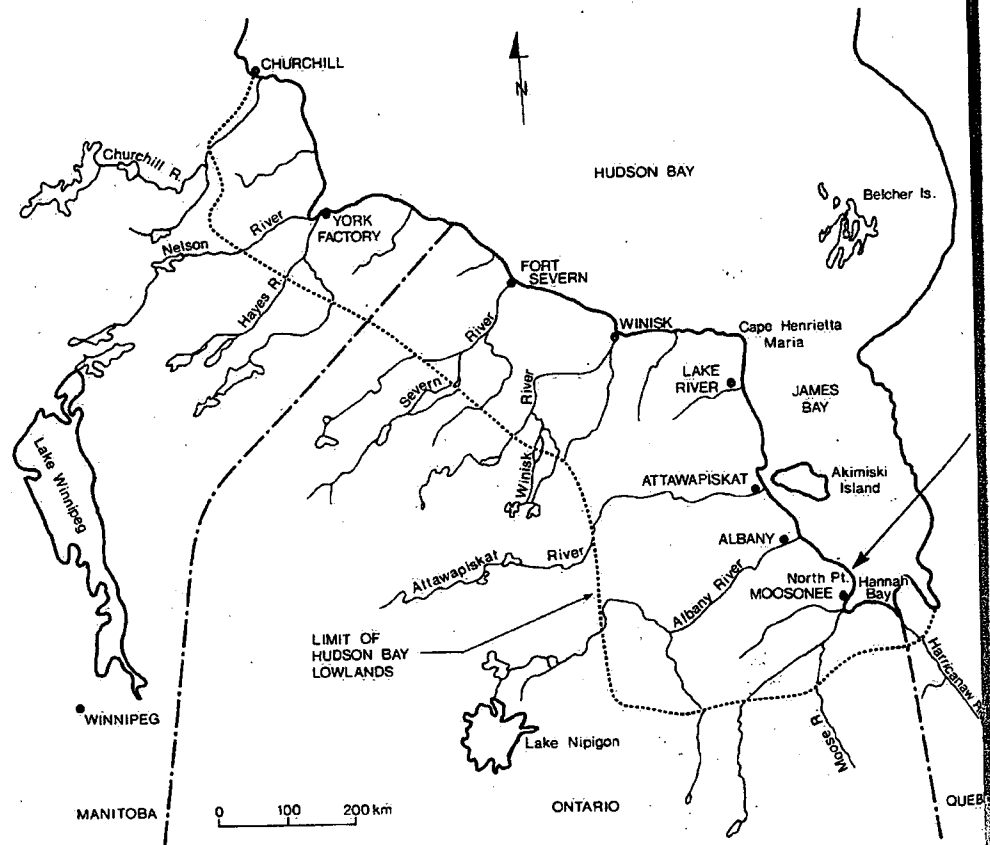 CHURCHILL
N
Churchill R.
HUDSON BAY
Belcher Is.
River
YORK
FACTORY
Nelson
FORT
SEVERN
Hayes R.
River
WINISK
Cape Henrietta
Maria
LAKE
RIVER
JAMES
BAY
Severn
River
Lake Winnipeg
Winisk
ATTAWAPISKAT
Akimiski
Island
ALBANY
Attawapiskat
River
North Pt.
Hannah
Bay
MOOSONEE
Albany River
LIMIT OF
HUDSON BAY
LOWLANDS
Harricanaw R
WINNIPEG
Lake Nipigon
Moose R.
MANITOBA
0 100 200 km
ONTARIO
QUEB